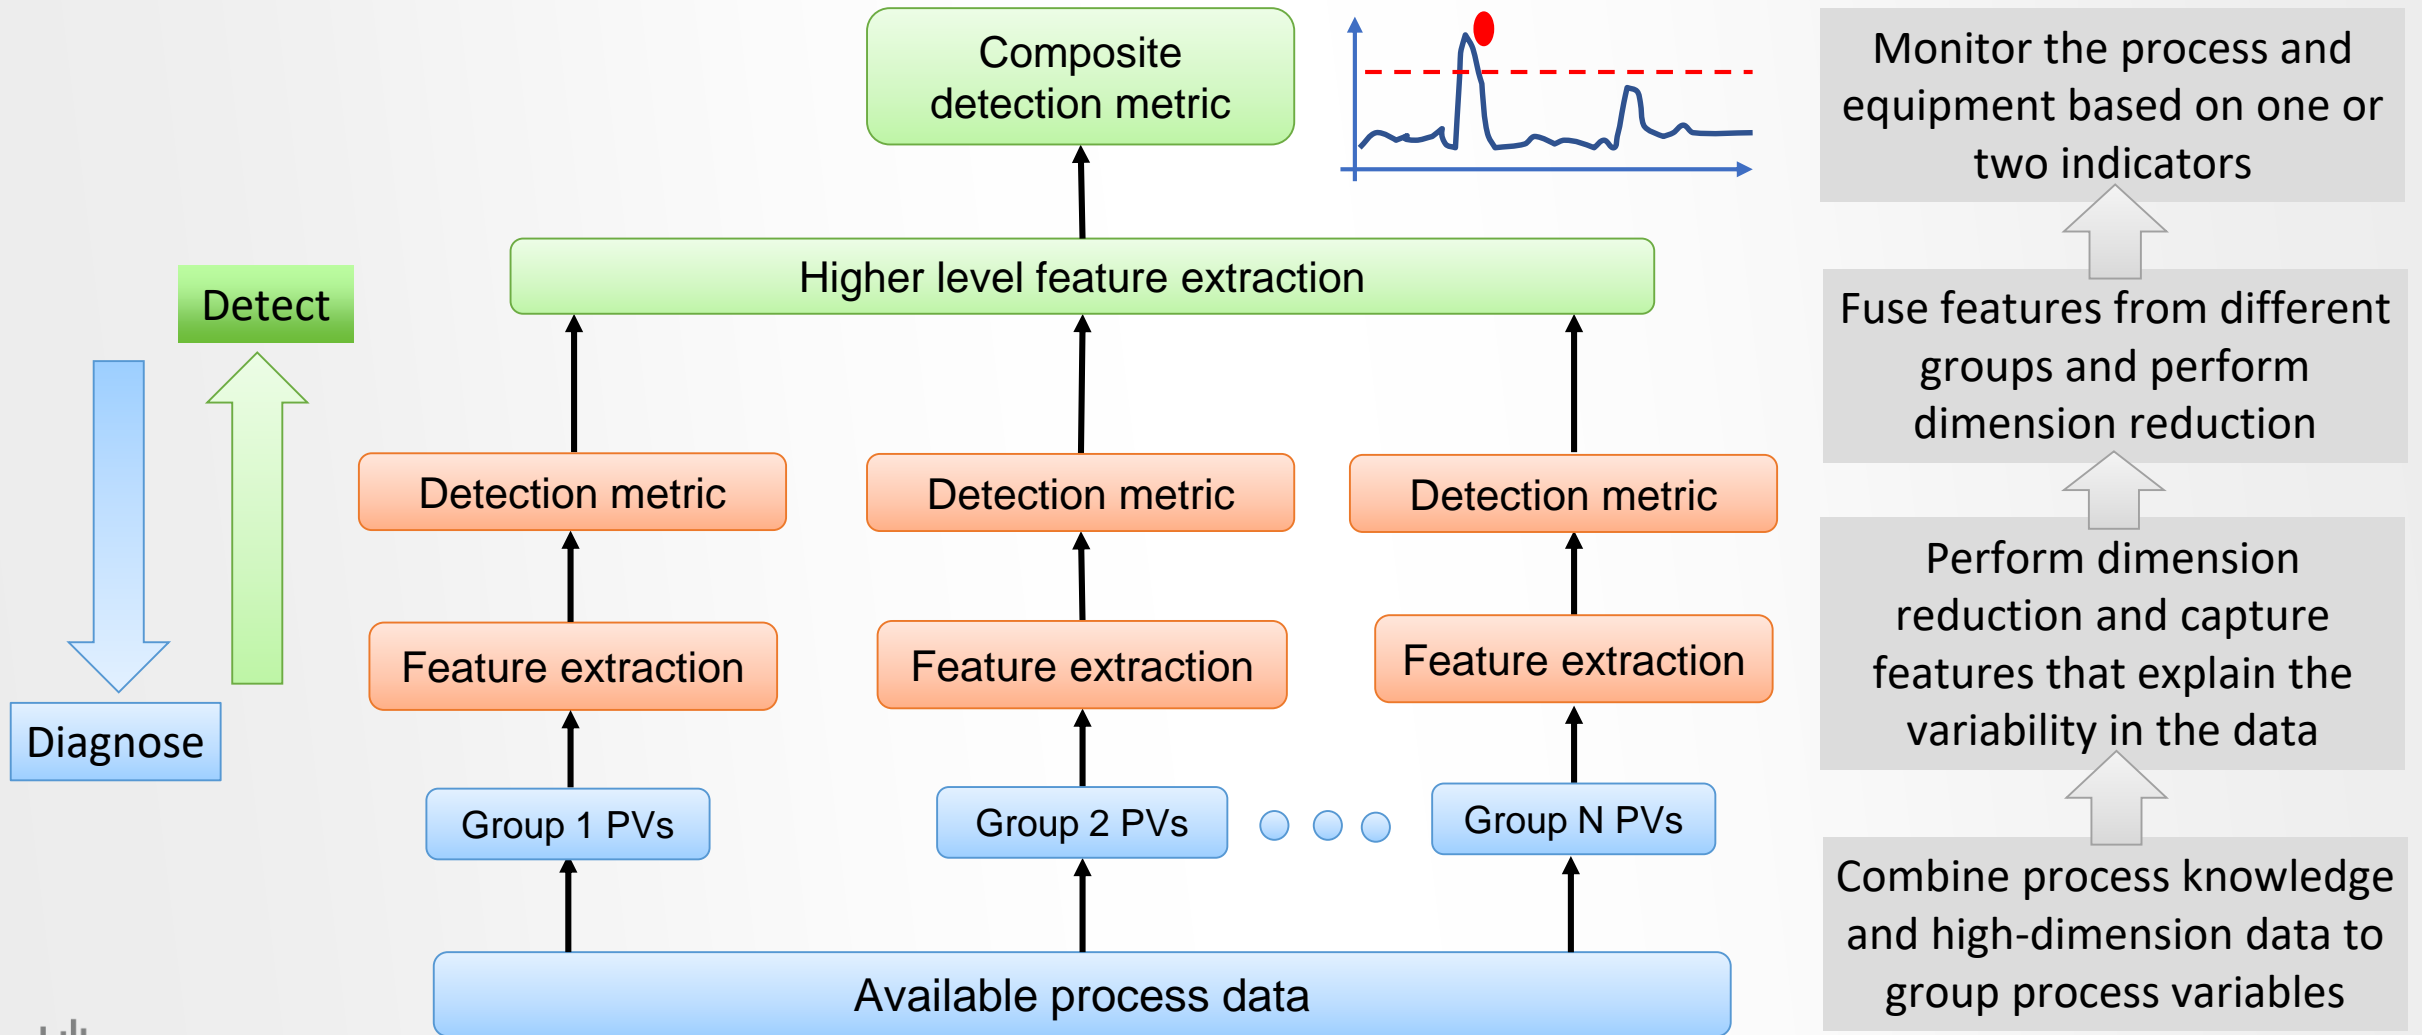 Composite
detection metric
Monitor the process and
equipment based on one or
two indicators
Higher level feature extraction
Detect
Fuse features from different
groups and perform
dimension reduction
Detection metric
Detection metric
Detection metric
Perform dimension
reduction and capture
features that explain the
variability in the data
Feature extraction
Feature extraction
Feature extraction
Diagnose
Group 1 PVs
Group 2 PVs
Group N PVs
Combine process knowledge
and high-dimension data to
group process variables
Available process data